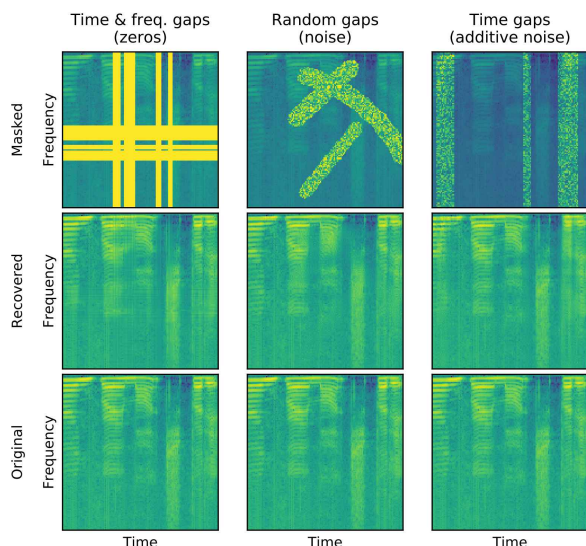 Time & freq. gaps
(zeros)
Random gaps
(noise)
Time gaps
(additive noise)
Masked
Frequency
Recovered
Frequency
Original
Frequency
Time
Time
Time